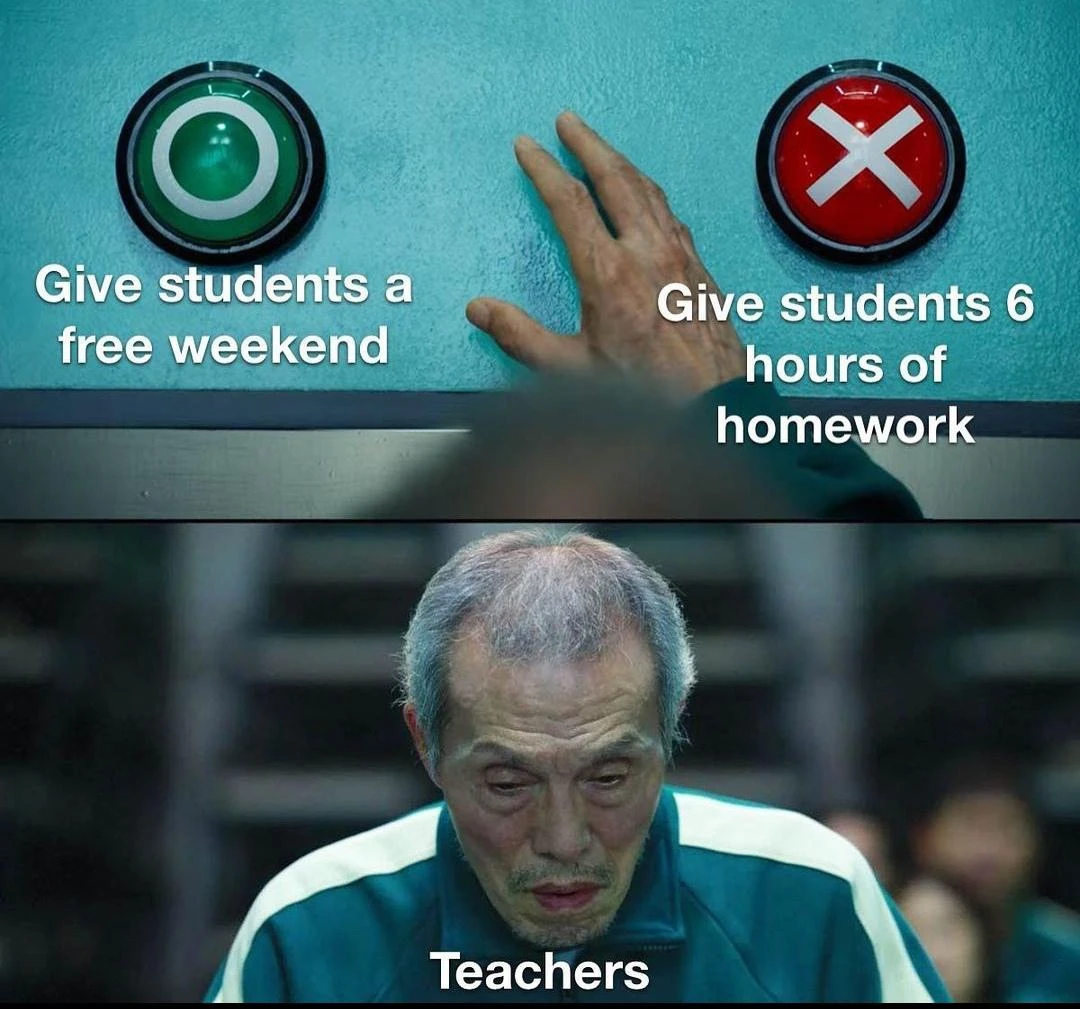 Give students a
free weekend
Give students 6
hours of
homework
Teachers